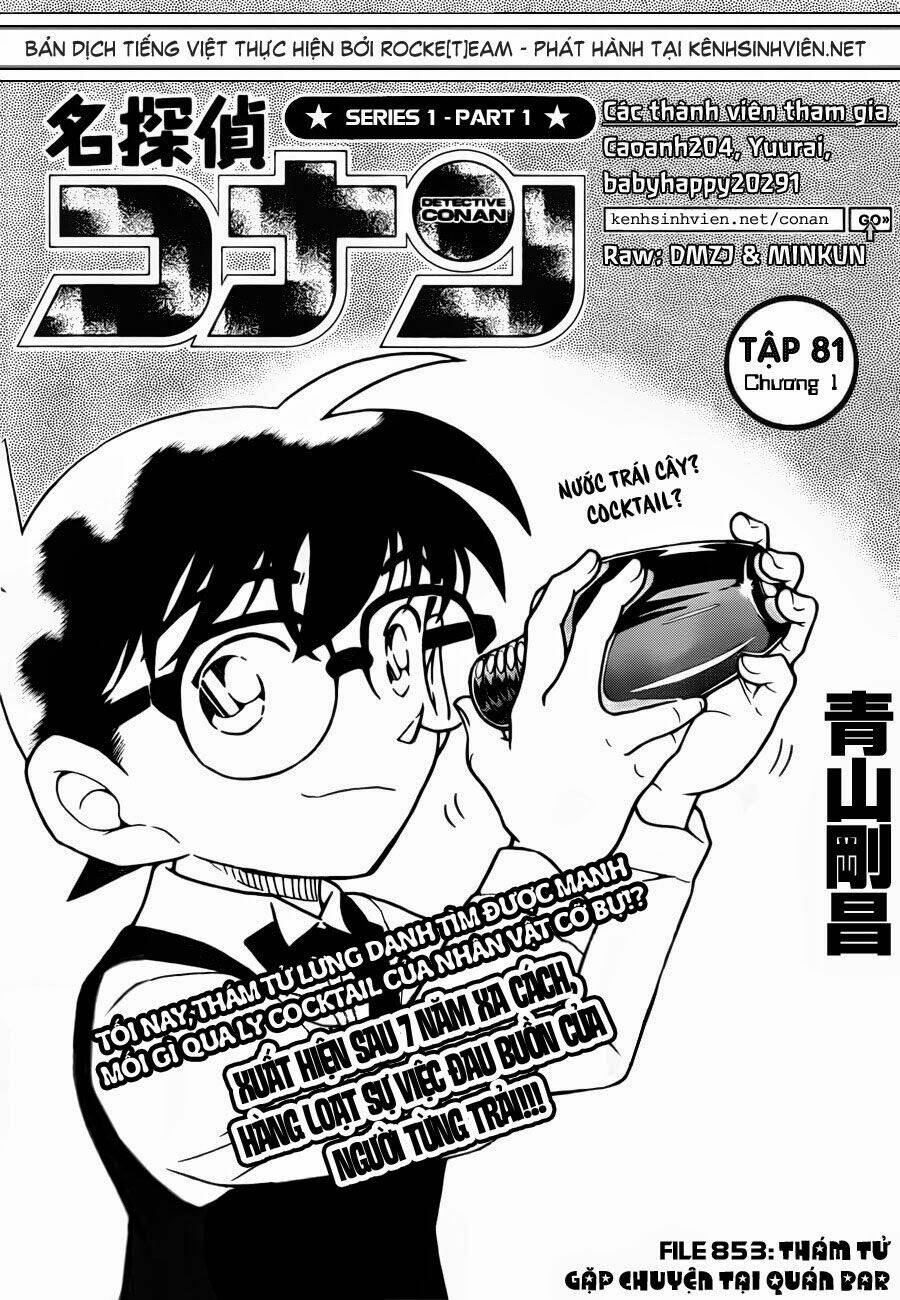 BẢN DỊCH TIẾNG VIỆT THỰC HIỆN BỞI ROCKE[T]EAM - PHÁT HÀNH TẠI KÊNHSINHVIÊN.NET
名探偵
★ SERIES 1 - PART 1 ★
コナン
DETECTIVE
CONAN
Các thành viên tham gia
Caoanh204, Yuurai,
babyhappy20291
kenhsinhvien.net/conan GO»
Raw: DMZJ & MINKUN
TẬP 81
Chương 1
NƯỚC TRÁI CÂY?
COCKTAIL?
青山剛昌
TỐI NAY, THÁM TỬ LỪNG DANH TÌM ĐƯỢC MANH
MỐI GÌ QUA LY COCKTAIL CỦA NHÂN VẬT CỠ BỰ!?
XUẤT HIỆN SAU 7 NĂM XA CÁCH,
HÀNG LOẠT SỰ VIỆC ĐAU BUỒN CỦA
NGƯỜI TỪNG TRẢI!!!
FILE 853: THÁM TỬ
GẶP CHUYỆN TẠI QUÁN BAR